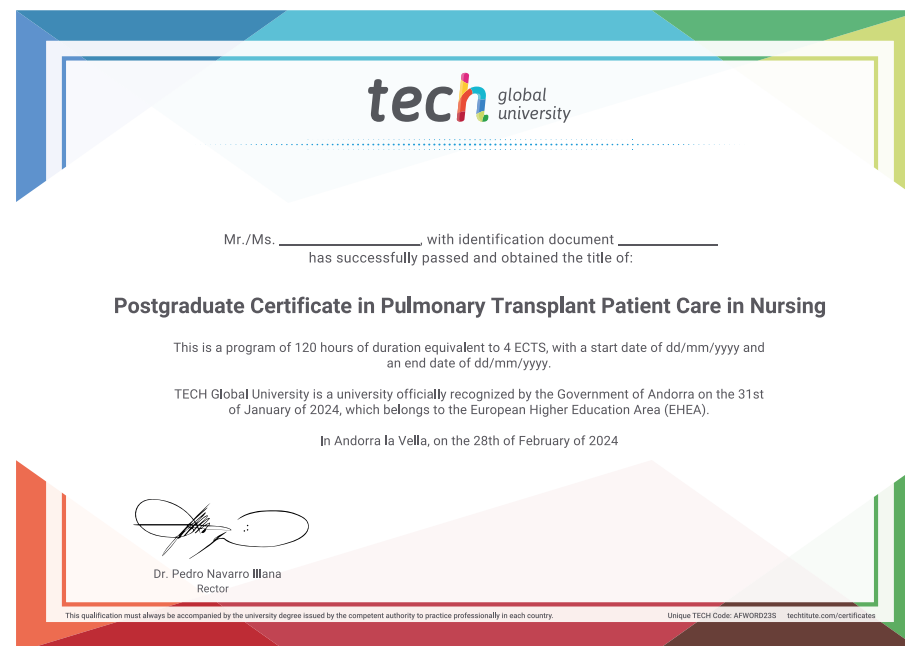 tech global
university
Mr./Ms. ______________, with identification document __________
has successfully passed and obtained the title of:
Postgraduate Certificate in Pulmonary Transplant Patient Care in Nursing
This is a program of 120 hours of duration equivalent to 4 ECTS, with a start date of dd/mm/yyyy and
an end date of dd/mm/yyyy.
TECH Global University is a university officially recognized by the Government of Andorra on the 31st
of January of 2024, which belongs to the European Higher Education Area (EHEA).
In Andorra la Vella, on the 28th of February of 2024
Dr. Pedro Navarro Illana
Rector
This qualification must always be accompanied by the university degree issued by the competent authority to practice professionally in each country. Unique TECH Code: AFWORD23S techtitute.com/certificates